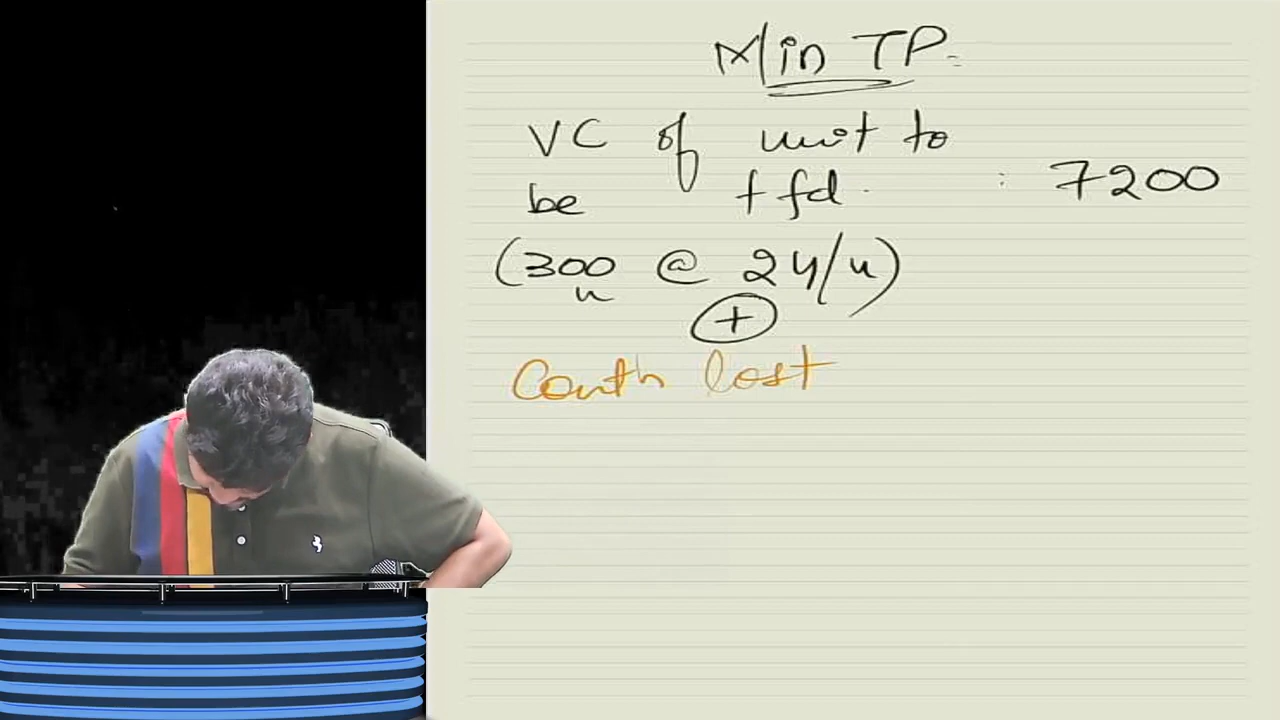 Min TP =
VC of unit to
be tfd. : 7200
(300 @ 24/u)
u
+
Contn lost